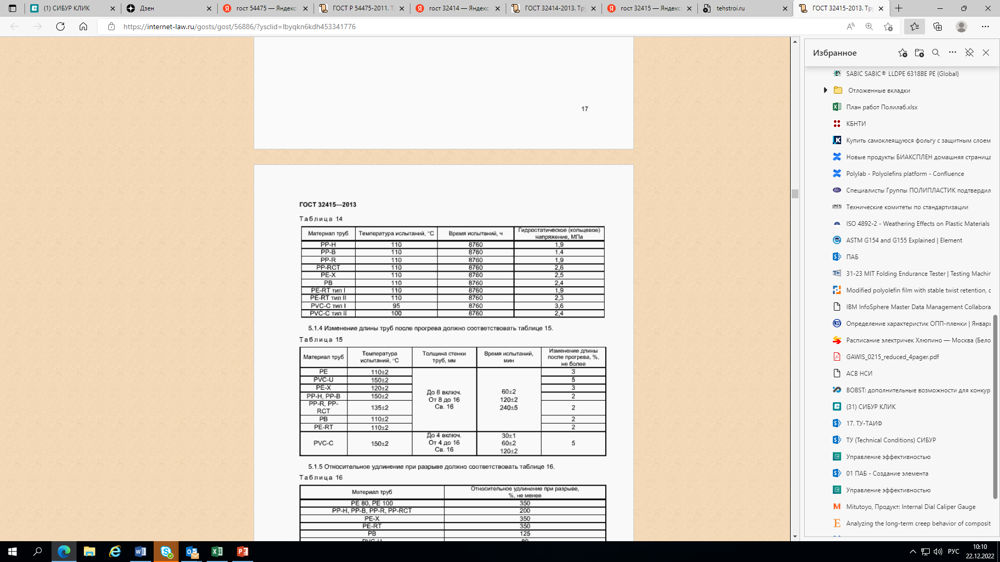 (1) СИБУР КЛИК
Дзен
гост 54475 — Яндекс
ГОСТ Р 54475-2011. Т
гост 32414 — Яндекс
ГОСТ 32414-2013. Тру
гост 32415 — Яндекс
tehstroi.ru
ГОСТ 32415-2013. Тру
https://internet-law.ru/gosts/gost/56886/?ysclid=lbyqkn6kdh453341776
17
ГОСТ 32415—2013
Таблица 14
Материал труб Температура испытаний, °С Время испытаний, ч Гидростатическое (кольцевое) напряжение, МПа
PP-H 110 8760 1,9
PP-B 110 8760 1,4
PP-R 110 8760 1,9
PP-RCT 110 8760 2,6
PE-X 110 8760 2,5
PB 110 8760 2,4
PE-RT тип I 110 8760 1,9
PE-RT тип II 110 8760 2,3
PVC-C тип I 95 8760 3,6
PVC-C тип II 100 8760 2,4
5.1.4 Изменение длины труб после прогрева должно соответствовать таблице 15.
Таблица 15
Материал труб Температура испытаний, °С Толщина стенки труб, мм Время испытаний, мин Изменение длины после прогрева, %, не более
PE 110±2 3
PVC-U 150±2 5
PE-X 120±2 3
PP-H, PP-B 150±2 2
До 8 включ. 60±2
От 8 до 16 120±2
Св. 16 240±5
PP-R, PP-RCT 135±2 2
PB 110±2 2
PE-RT 110±2 2
До 4 включ. 30±1
PVC-C 150±2 От 4 до 16 60±2 5
Св. 16 120±2
5.1.5 Относительное удлинение при разрыве должно соответствовать таблице 16.
Таблица 16
Материал труб Относительное удлинение при разрыве, %, не менее
PE 80, PE 100 350
PP-H, PP-B, PP-R, PP-RCT 200
PE-X 350
PE-RT 350
PB 125
Избранное
SABIC SABIC® LLDPE 6318BE PE (Global)
Отложенные вкладки
План работ Полилаб.xlsx
КБНТИ
Купить самоклеящуюся фольгу с защитным слоем
Новые продукты БИАКСПЛЕН домашняя страница
Polylab - Polyolefins platform - Confluence
Специалисты Группы ПОЛИПЛАСТИК подтвердил
Технические комитеты по стандартизации
ISO 4892-2 - Weathering Effects on Plastic Materials
ASTM G154 and G155 Explained | Element
ПАБ
31-23 MIT Folding Endurance Tester | Testing Machin
Modified polyolefin film with stable twist retention, c
IBM InfoSphere Master Data Management Collabora
Определение характеристик ОПП-пленки | Январь
Расписание электричек Хлюпино — Москва (Бело
GAWIS_0215_reduced_4pager.pdf
АСВ НСИ
BOBST: дополнительные возможности для конкур
(31) СИБУР КЛИК
17. ТУ-ТАИФ
ТУ (Technical Conditions) СИБУР
Управление эффективностью
01 ПАБ - Создание элемента
Управление эффективностью
Mitutoyo, Продукт: Internal Dial Caliper Gauge
Analyzing the long-term creep behavior of composit
РУС
10:10
22.12.2022